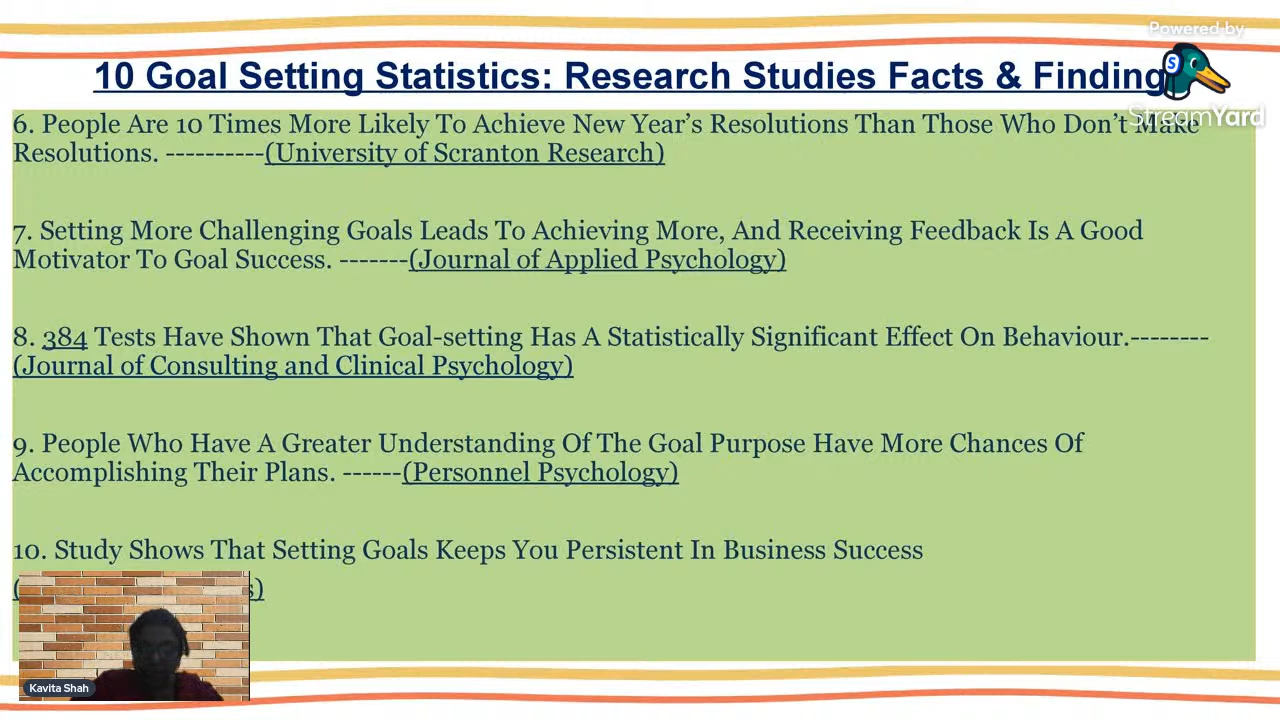 Powered by
10 Goal Setting Statistics: Research Studies Facts & Finding
StreamYard
6. People Are 10 Times More Likely To Achieve New Year’s Resolutions Than Those Who Don’t Make
Resolutions. ----------(University of Scranton Research)
7. Setting More Challenging Goals Leads To Achieving More, And Receiving Feedback Is A Good
Motivator To Goal Success. -------(Journal of Applied Psychology)
8. 384 Tests Have Shown That Goal-setting Has A Statistically Significant Effect On Behaviour.--------
(Journal of Consulting and Clinical Psychology)
9. People Who Have A Greater Understanding Of The Goal Purpose Have More Chances Of
Accomplishing Their Plans. ------(Personnel Psychology)
10. Study Shows That Setting Goals Keeps You Persistent In Business Success
Kavita Shah